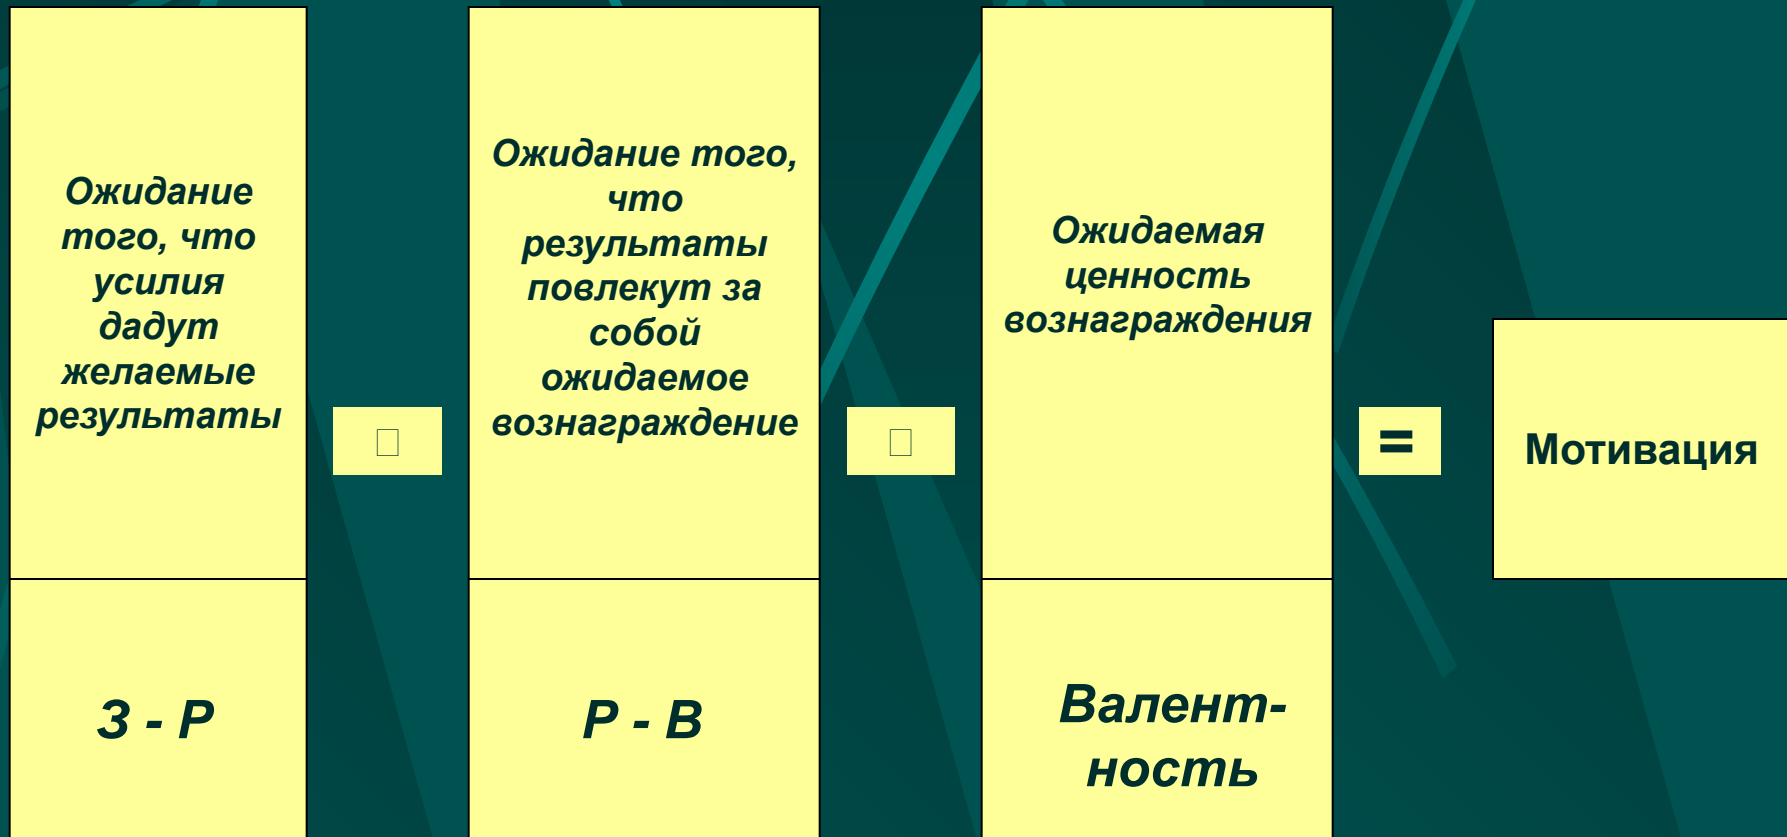 Ожидание
того, что
усилия
дадут
желаемые
результаты
Ожидание того,
что
результаты
повлекут за
собой
ожидаемое
вознаграждение
Ожидаемая
ценность
вознаграждения
=
Мотивация
З - Р
Р - В
Валент-
ность